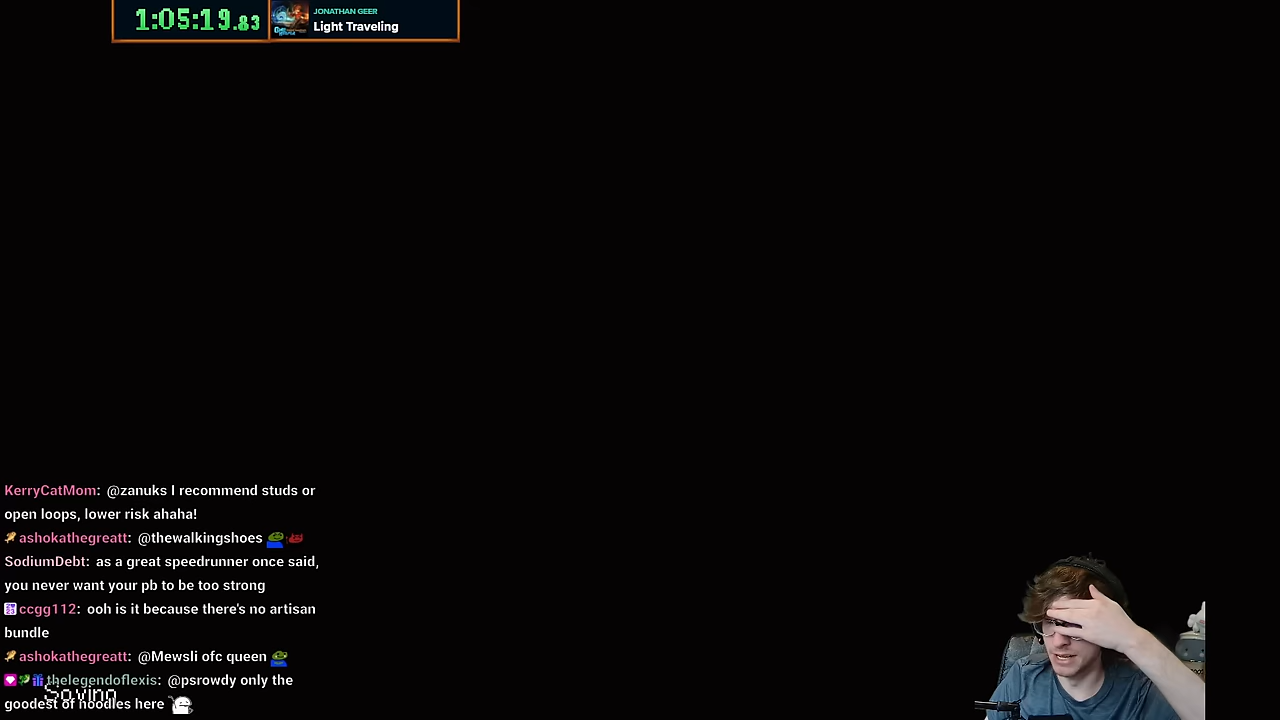 1:05:19.83
JONATHAN GEER
Light Traveling
KerryCatMom: @zanuks I recommend studs or
open loops, lower risk ahaha!
ashokathegreatt: @thewalkingshoes
SodiumDebt: as a great speedrunner once said,
you never want your pb to be too strong
ccgg112: ooh is it because there's no artisan
bundle
ashokathegreatt: @Mewsli ofc queen
thelegendoflexis: @psrowdy only the
goodest of noodles here
Saving